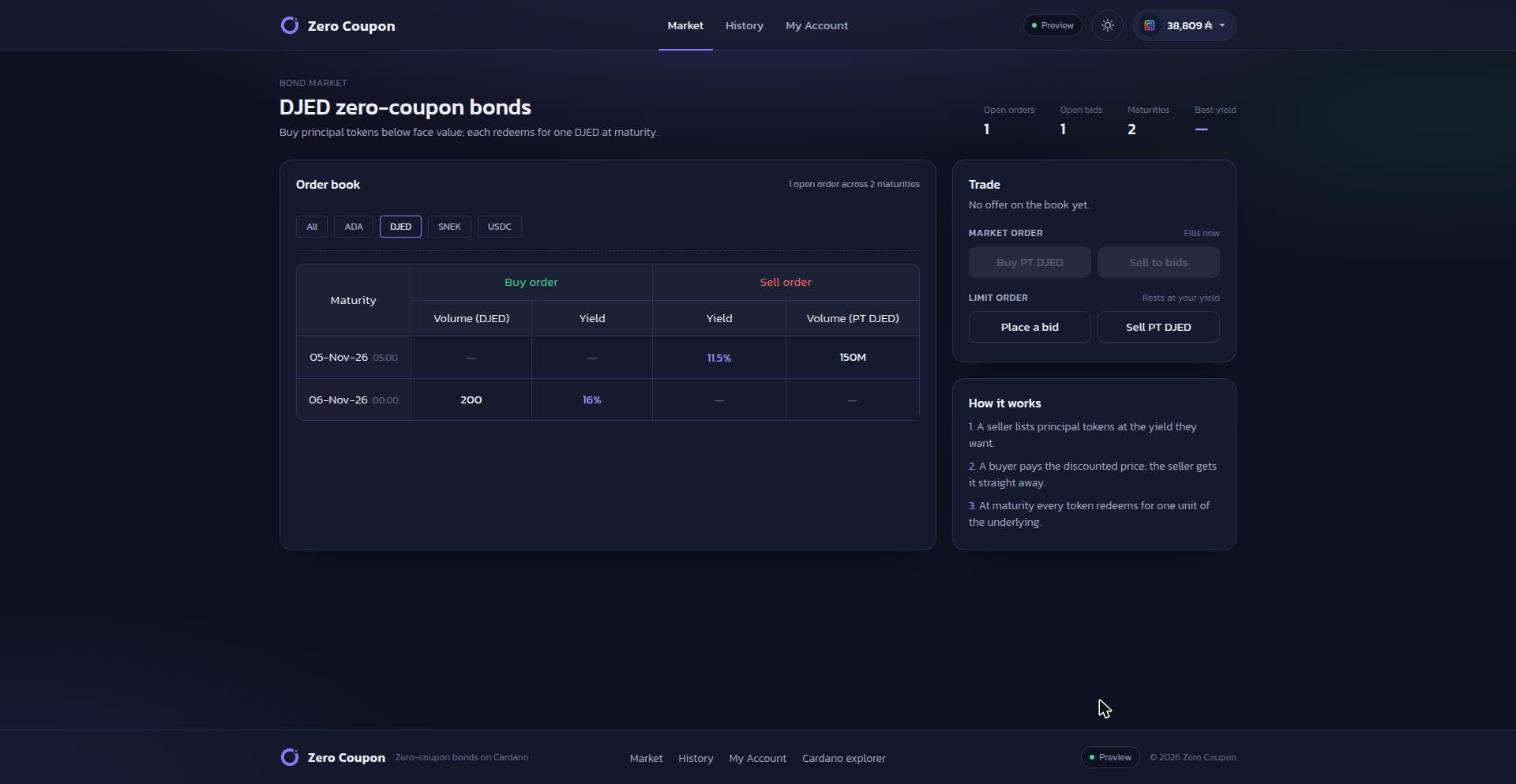 Zero Coupon
Market History My Account
Preview
38,809 ₳
BOND MARKET
DJED zero-coupon bonds
Buy principal tokens below face value; each redeems for one DJED at maturity.
Open orders Open bids Maturities Best yield
1 1 2 —
Order book
1 open order across 2 maturities
All ADA DJED SNEK USDC
Maturity Buy order Sell order
Volume (DJED) Yield Yield Volume (PT DJED)
05-Nov-26 05:00 — — 11.5% 150M
06-Nov-26 00:00 200 16% — —
Trade
No offer on the book yet.
MARKET ORDER Fills now
Buy PT DJED Sell to bids
LIMIT ORDER Rests at your yield
Place a bid Sell PT DJED
How it works
1. A seller lists principal tokens at the yield they
want.
2. A buyer pays the discounted price; the seller gets
it straight away.
3. At maturity every token redeems for one unit of
the underlying.
Zero Coupon Zero-coupon bonds on Cardano
Market History My Account Cardano explorer
Preview © 2026 Zero Coupon